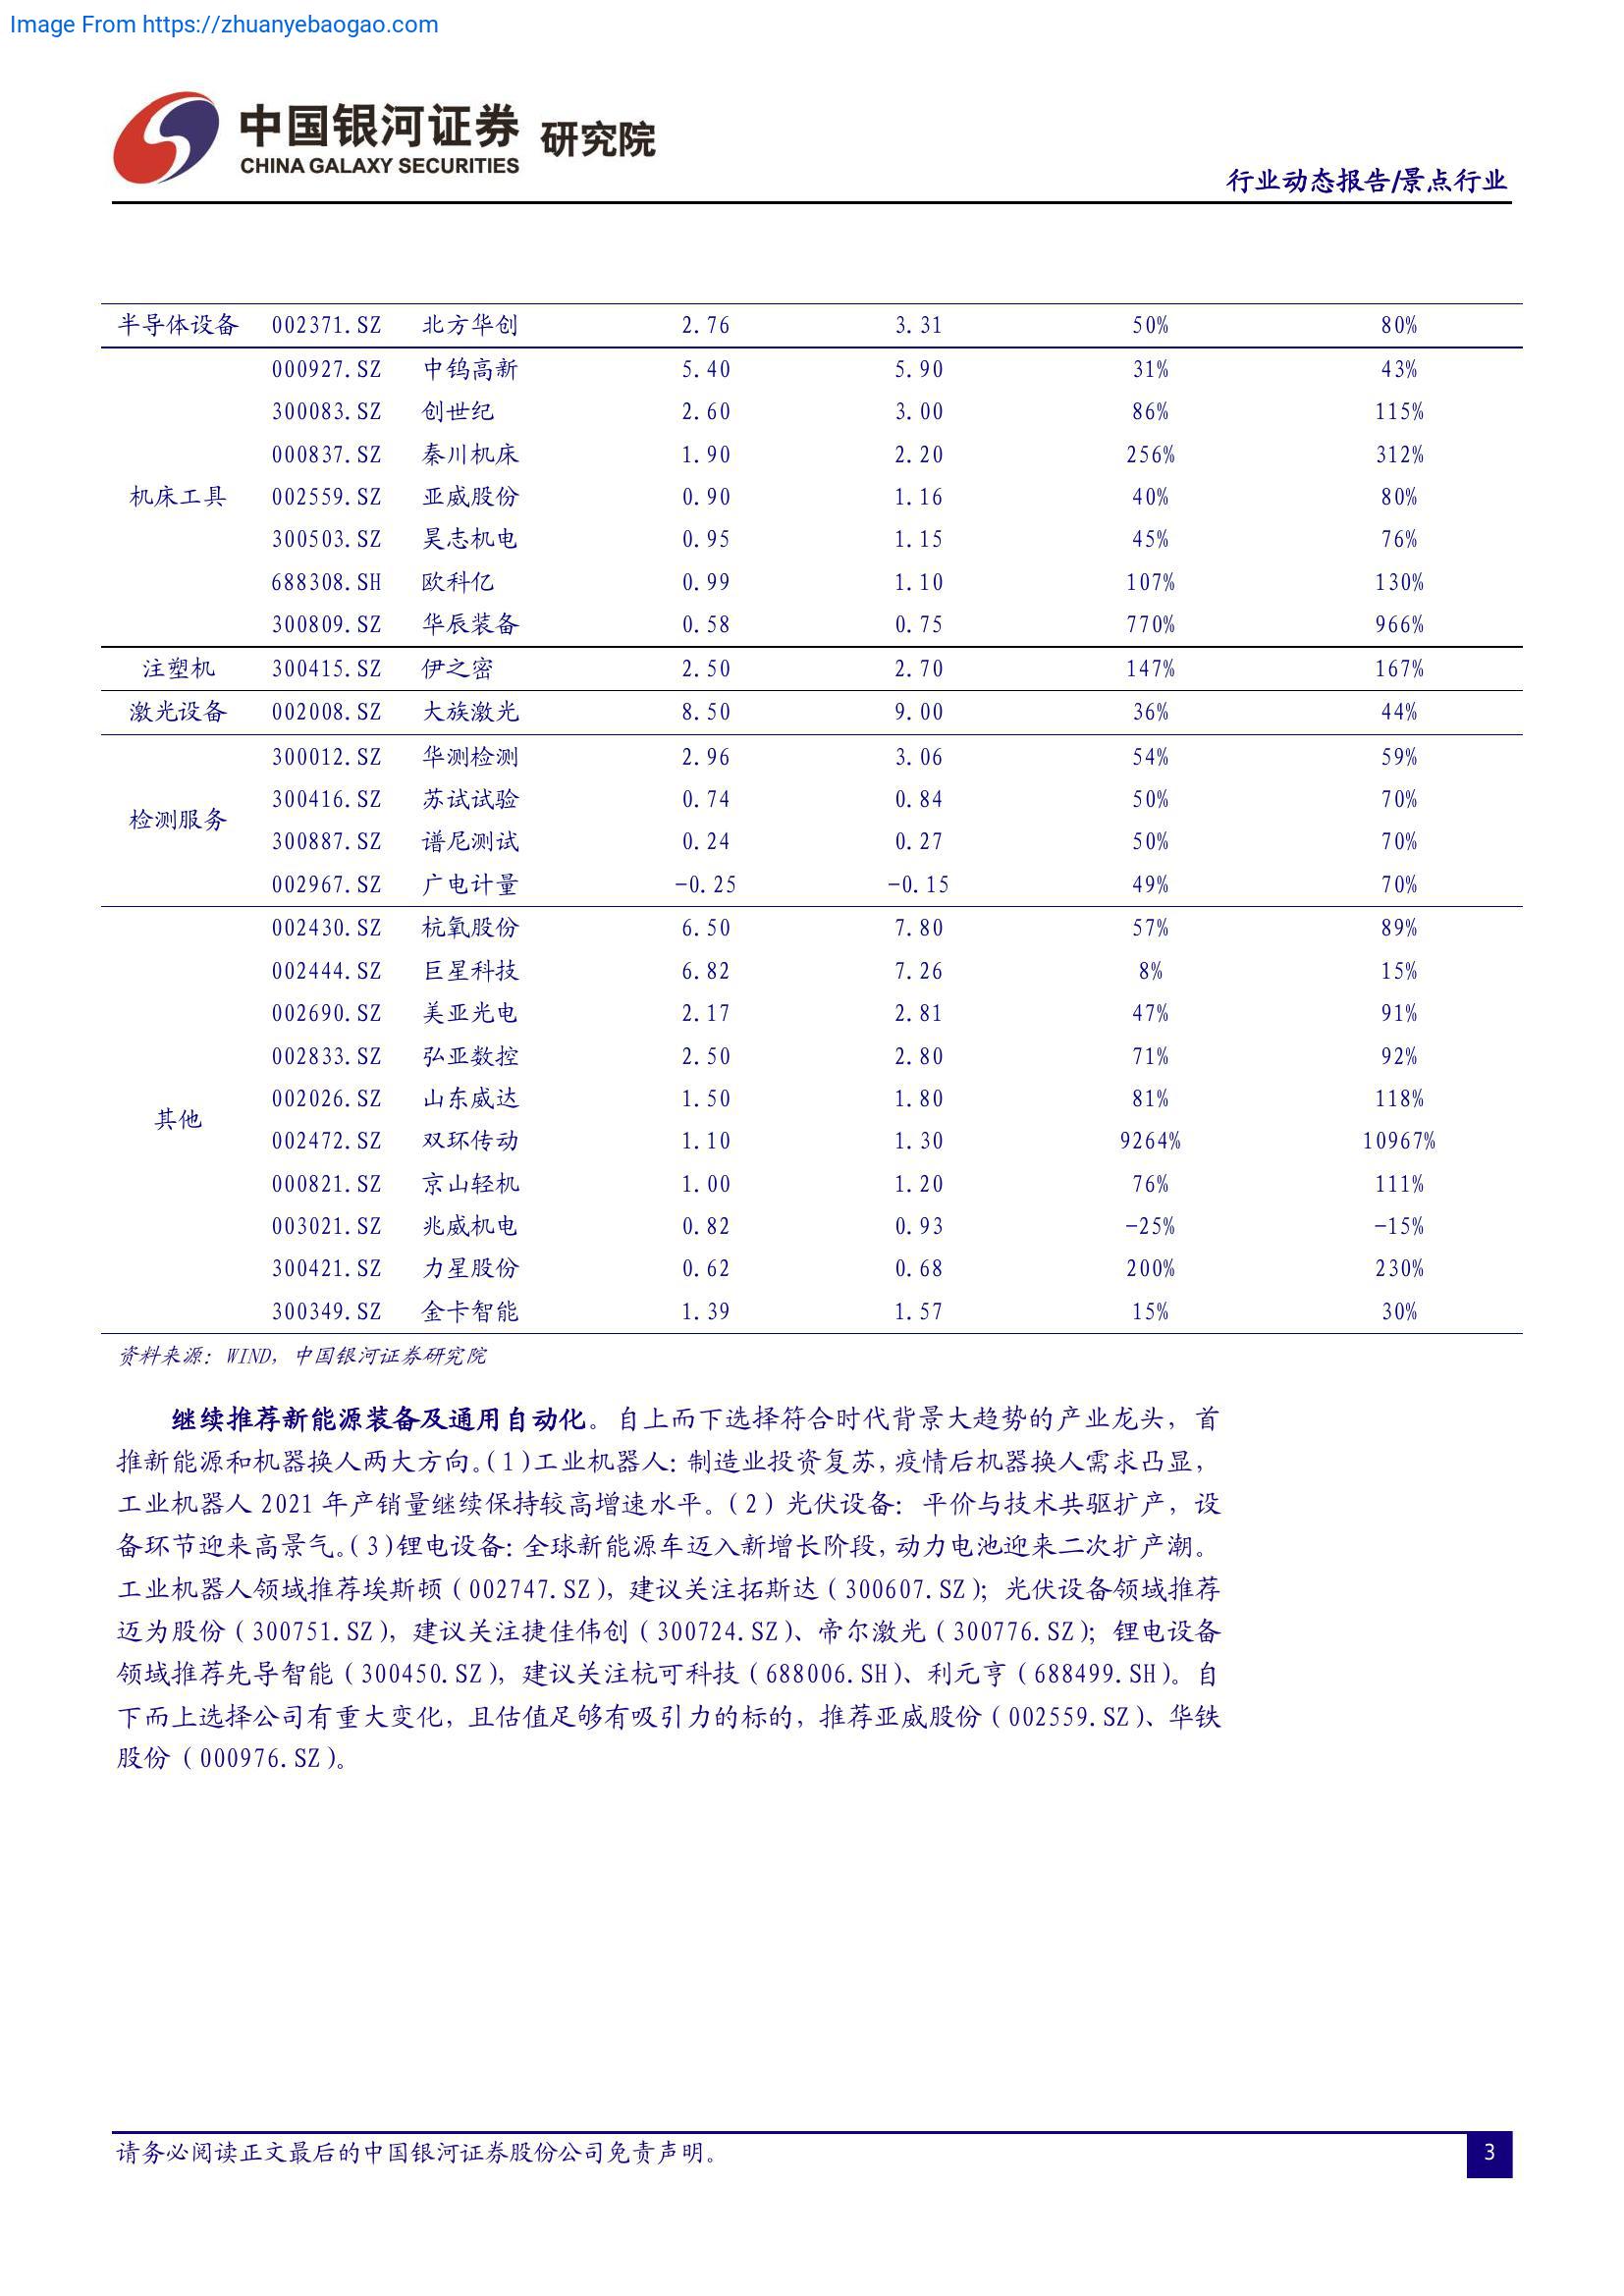 Image From https://zhuanyebaogao.com
中国银河证券 研究院
CHINA GALAXY SECURITIES
行业动态报告/景点行业
半导体设备 002371.SZ 北方华创 2.76 3.31 50% 80%
000927.SZ 中钨高新 5.40 5.90 31% 43%
300083.SZ 创世纪 2.60 3.00 86% 115%
000837.SZ 秦川机床 1.90 2.20 256% 312%
机床工具 002559.SZ 亚威股份 0.90 1.16 40% 80%
300503.SZ 昊志机电 0.95 1.15 45% 76%
688308.SH 欧科亿 0.99 1.10 107% 130%
300809.SZ 华辰装备 0.58 0.75 770% 966%
注塑机 300415.SZ 伊之密 2.50 2.70 147% 167%
激光设备 002008.SZ 大族激光 8.50 9.00 36% 44%
300012.SZ 华测检测 2.96 3.06 54% 59%
300416.SZ 苏试试验 0.74 0.84 50% 70%
检测服务
300887.SZ 谱尼测试 0.24 0.27 50% 70%
002967.SZ 广电计量 -0.25 -0.15 49% 70%
002430.SZ 杭氧股份 6.50 7.80 57% 89%
002444.SZ 巨星科技 6.82 7.26 8% 15%
002690.SZ 美亚光电 2.17 2.81 47% 91%
002833.SZ 弘亚数控 2.50 2.80 71% 92%
002026.SZ 山东威达 1.50 1.80 81% 118%
其他
002472.SZ 双环传动 1.10 1.30 9264% 10967%
000821.SZ 京山轻机 1.00 1.20 76% 111%
003021.SZ 兆威机电 0.82 0.93 -25% -15%
300421.SZ 力星股份 0.62 0.68 200% 230%
300349.SZ 金卡智能 1.39 1.57 15% 30%
资料来源：WIND，中国银河证券研究院
继续推荐新能源装备及通用自动化。自上而下选择符合时代背景大趋势的产业龙头，首
推新能源和机器换人两大方向。(1)工业机器人：制造业投资复苏，疫情后机器换人需求凸显，
工业机器人 2021 年产销量继续保持较高增速水平。(2) 光伏设备：平价与技术共驱扩产，设
备环节迎来高景气。(3)锂电设备：全球新能源车迈入新增长阶段，动力电池迎来二次扩产潮。
工业机器人领域推荐埃斯顿（002747.SZ），建议关注拓斯达（300607.SZ）；光伏设备领域推荐
迈为股份（300751.SZ），建议关注捷佳伟创（300724.SZ）、帝尔激光（300776.SZ）；锂电设备
领域推荐先导智能（300450.SZ），建议关注杭可科技（688006.SH）、利元亨（688499.SH）。自
下而上选择公司有重大变化，且估值足够有吸引力的标的，推荐亚威股份（002559.SZ）、华铁
股份（000976.SZ）。
请务必阅读正文最后的中国银河证券股份公司免责声明。
3